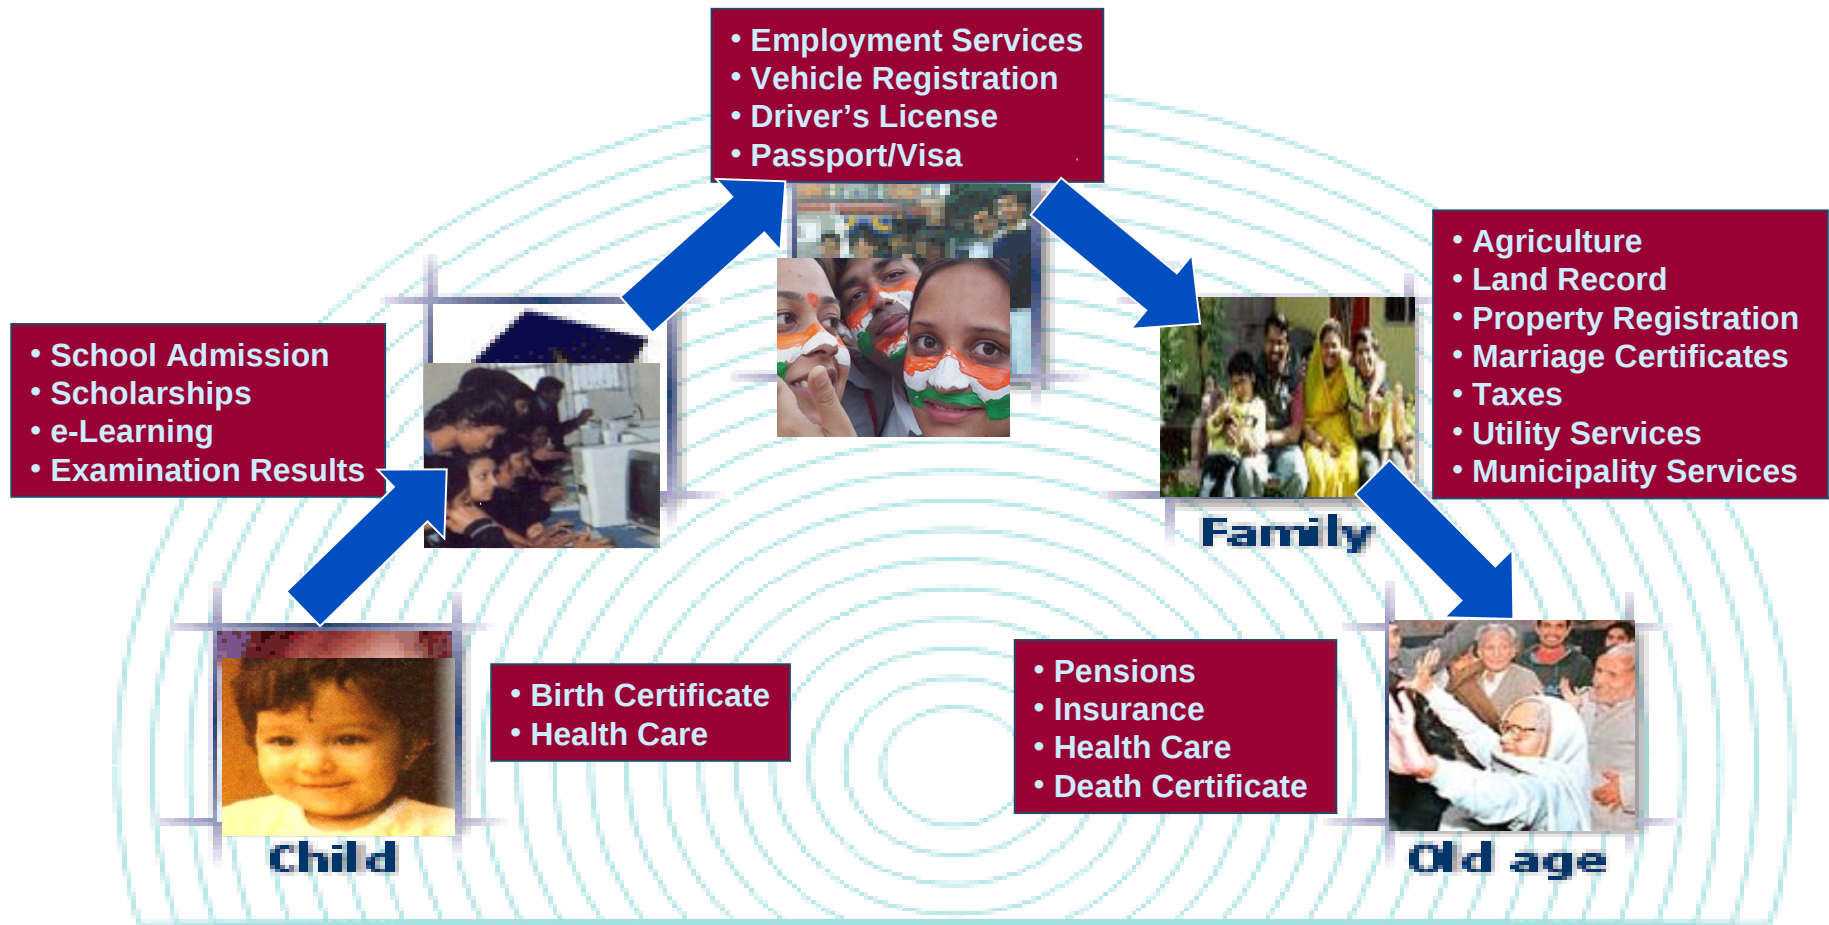 • Employment Services
• Vehicle Registration
• Driver’s License
• Passport/Visa
• Agriculture
• Land Record
• Property Registration
• Marriage Certificates
• Taxes
• Utility Services
• Municipality Services
• School Admission
• Scholarships
• e-Learning
• Examination Results
Family
• Birth Certificate
• Health Care
• Pensions
• Insurance
• Health Care
• Death Certificate
Child
Old age